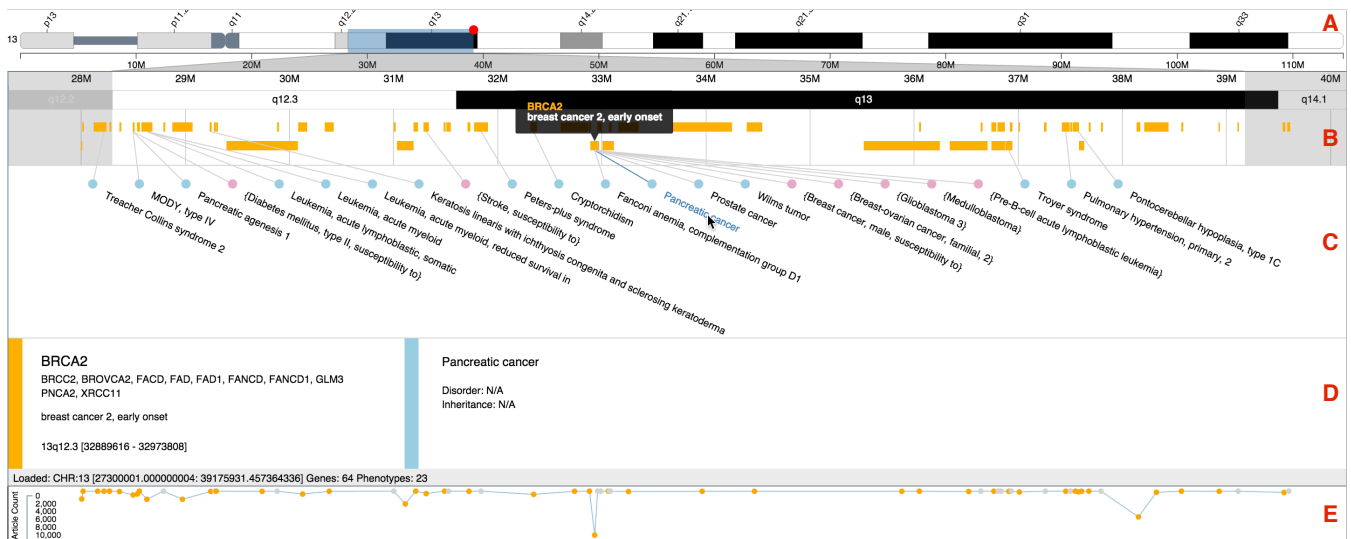 p13 p11.2 q11 q12. q13 q14.2 q21. q21. q31 q33
A
13
10M 20M 30M 40M 50M 60M 70M 80M 90M 100M 110M
28M 29M 30M 31M 32M 33M 34M 35M 36M 37M 38M 39M 40M
q12.2 q12.3 q13 q14.1
BRCA2
breast cancer 2, early onset
B
Treacher Collins syndrome 2
MODY, type IV
Pancreatic agenesis 1
{Diabetes mellitus, type II, susceptibility to}
Leukemia, acute lymphoblastic, somatic
Leukemia, acute myeloid
Leukemia, acute myeloid, reduced survival in
Keratosis linearis with ichthyosis congenita and sclerosing keratoderma
{Stroke, susceptibility to}
Peters-plus syndrome
Cryptorchidism
Fanconi anemia, complementation group D1
Pancreatic cancer
Prostate cancer
Wilms tumor
{Breast cancer, male, susceptibility to}
{Breast-ovarian cancer, familial, 2}
{Glioblastoma 3}
{Medulloblastoma}
{Pre-B-cell acute lymphoblastic leukemia}
Troyer syndrome
Pulmonary hypertension, primary, 2
Pontocerebellar hypoplasia, type 1C
C
BRCA2
BRCC2, BROVCA2, FACD, FAD, FAD1, FANCD, FANCD1, GLM3
PNCA2, XRCC11
breast cancer 2, early onset
13q12.3 [32889616 - 32973808]
Pancreatic cancer
Disorder: N/A
Inheritance: N/A
D
Loaded: CHR:13 [27300001.000000004: 39175931.457364336] Genes: 64 Phenotypes: 23
Article Count
0
2,000
4,000
6,000
8,000
10,000
E